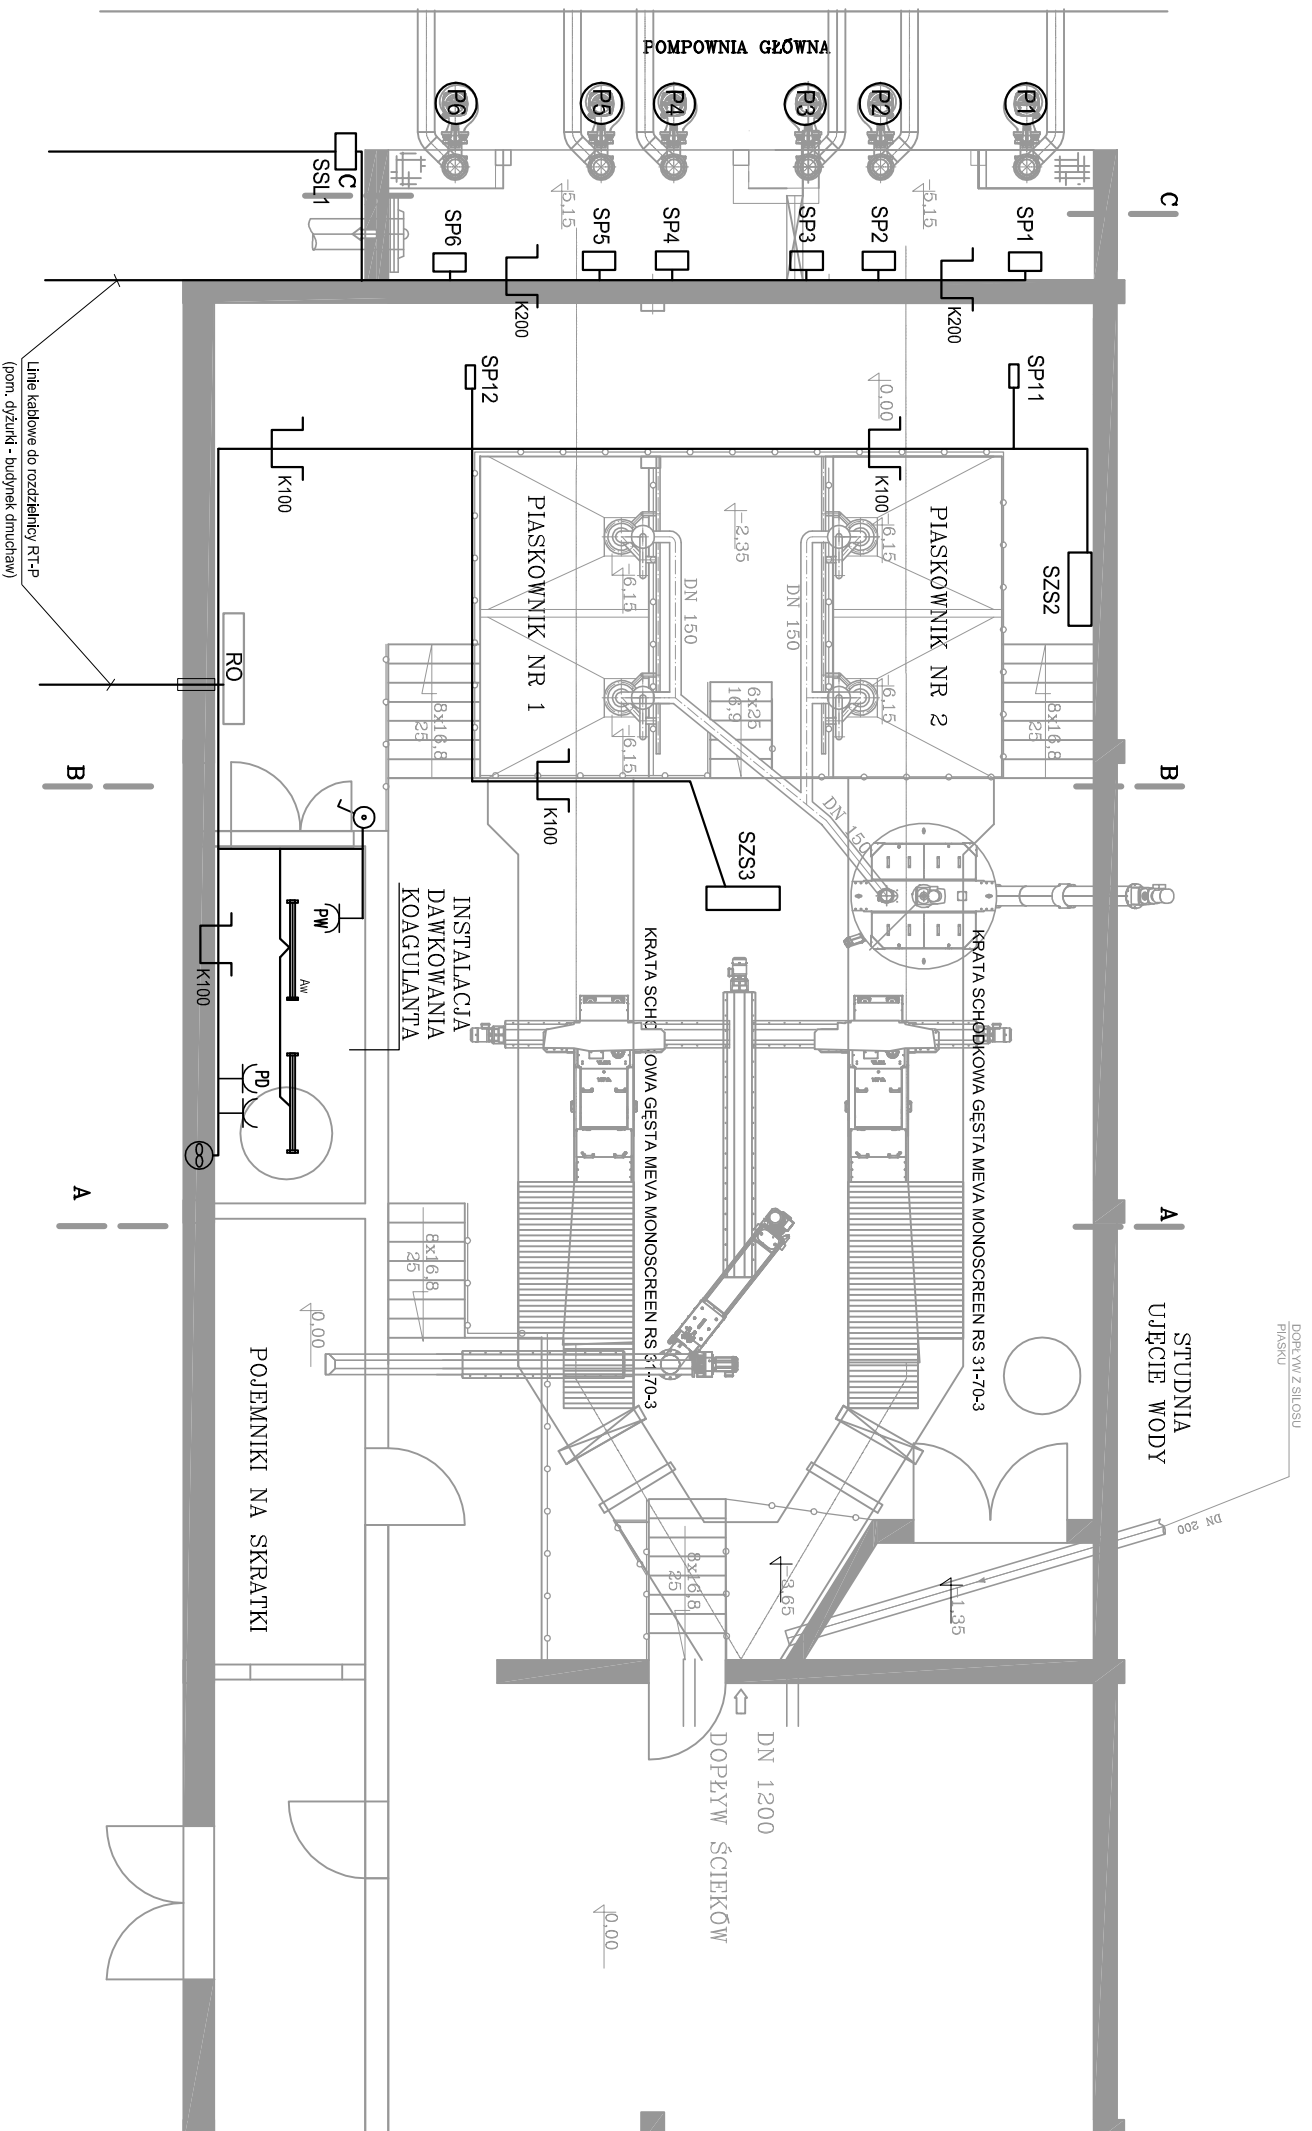 POMPOWNIA GŁÓWNA
P6
P5
P4
P3
P2
P1
SSL1
C
C
SP6
SP5
SP4
SP3
SP2
SP1
-5,15
-5,15
K200
K200
Linie kablowe do rozdzielnicy RT-P
(pom. dyżurki - budynek dmuchaw)
SP12
SP11
0,00
K100
K100
PIASKOWNIK NR 1
PIASKOWNIK NR 2
-2,35
-6,15
-6,15
-6,15
-6,15
DN 150
DN 150
DN 150
SZS2
RO
8x16,8
25
6x25
16,9
8x16,8
25
B
B
K100
SZS3
PW
Aw
K100
PD
INSTALACJA
DAWKOWANIA
KOAGULANTA
KRATA SCHODKOWA GĘSTA MEVA MONOSCREEN RS 31-70-3
KRATA SCHODKOWA GĘSTA MEVA MONOSCREEN RS 31-70-3
A
A
8x16,8
25
0,00
STUDNIA
UJĘCIE WODY
DOPŁYW Z SILOSU
PIASKU
POJEMNIKI NA SKRATKI
DN 200
8x16,8
25
-3,65
-1,35
DN 1200
DOPŁYW ŚCIEKÓW
0,00